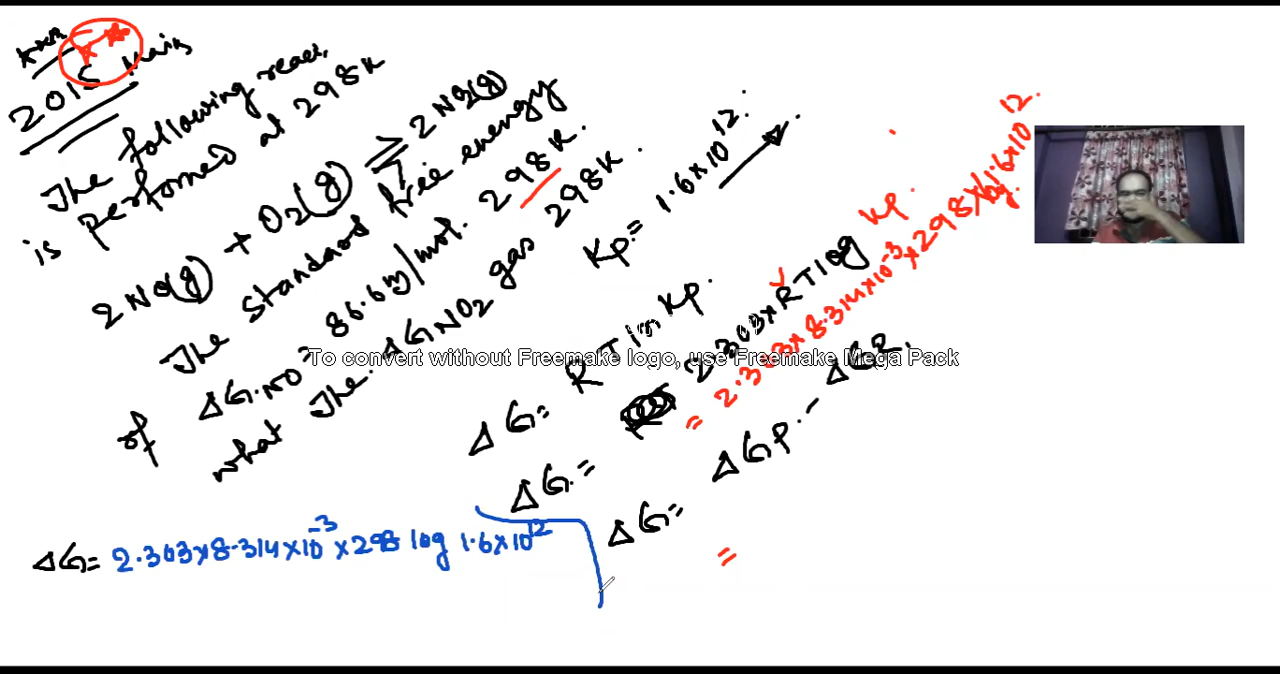 2015 Main
The following reac.
is performed at 298K
2NO(g) + O2(g) ⇌ 2NO2(g)
The standard free energy
of ΔG.NO² 86.6 kJ/mol. 298K.
what The. ΔG NO2 gas 298K.
Kp.= 1.6×10^12.
ΔG= RT ln Kp.
ΔG.= 2.303×RT log Kp.
= 2.303×8.314×10^-3×298×log 1.6×10^12.
ΔG= ΔGP. - ΔGR.
=
ΔG= 2.303×8.314×10^-3×298 log 1.6×10^12
To convert without Freemake logo, use Freemake Mega Pack